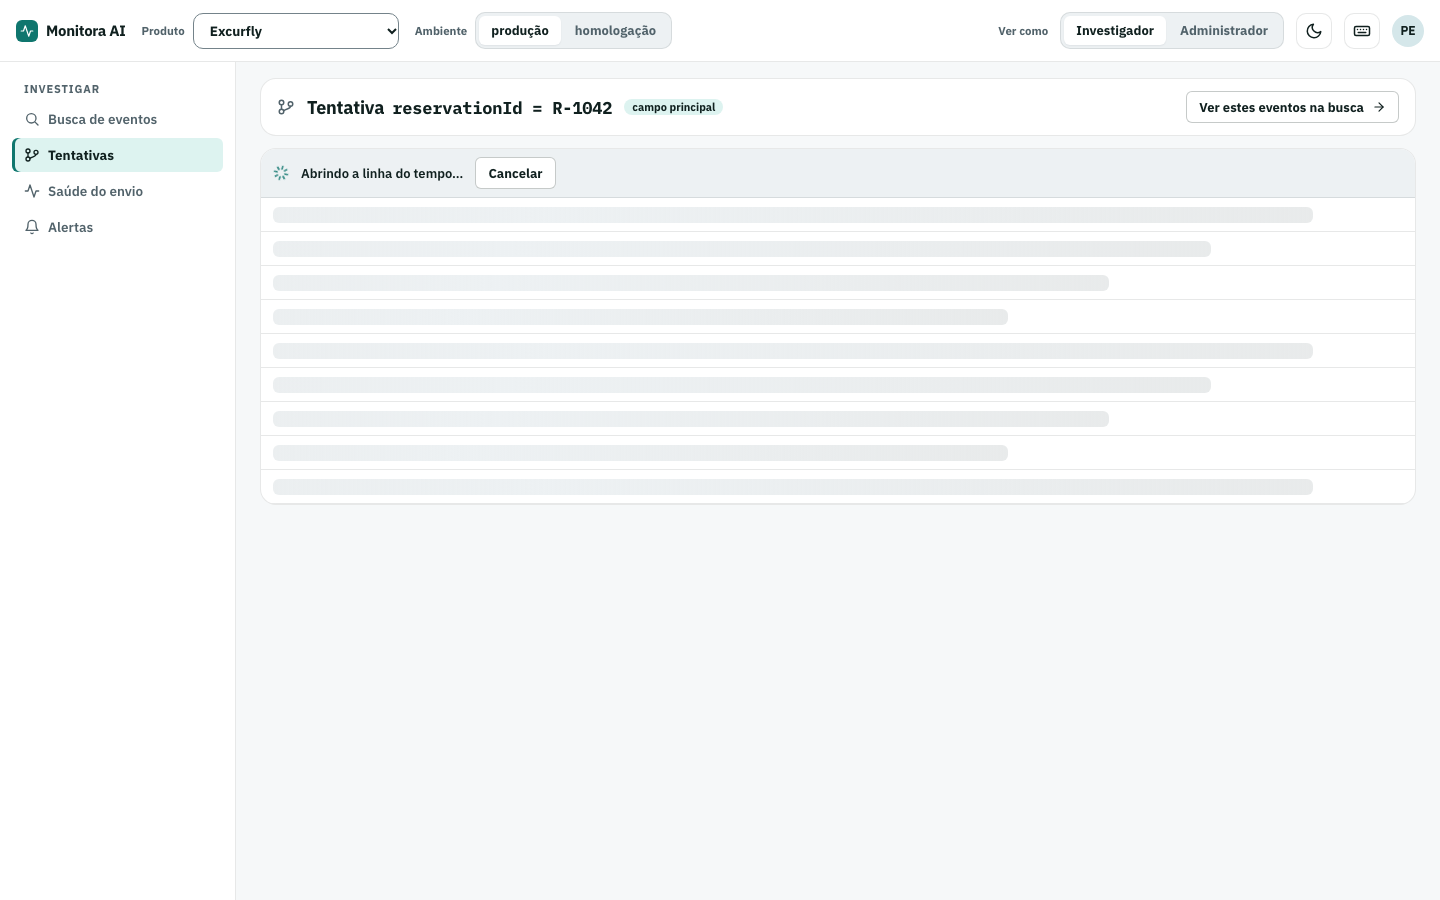 Monitora AI
Produto
Excurfly
Ambiente
produção
homologação
Ver como
Investigador
Administrador
PE
INVESTIGAR
Busca de eventos
Tentativas
Saúde do envio
Alertas
Tentativa reservationId = R-1042
campo principal
Ver estes eventos na busca
Abrindo a linha do tempo…
Cancelar